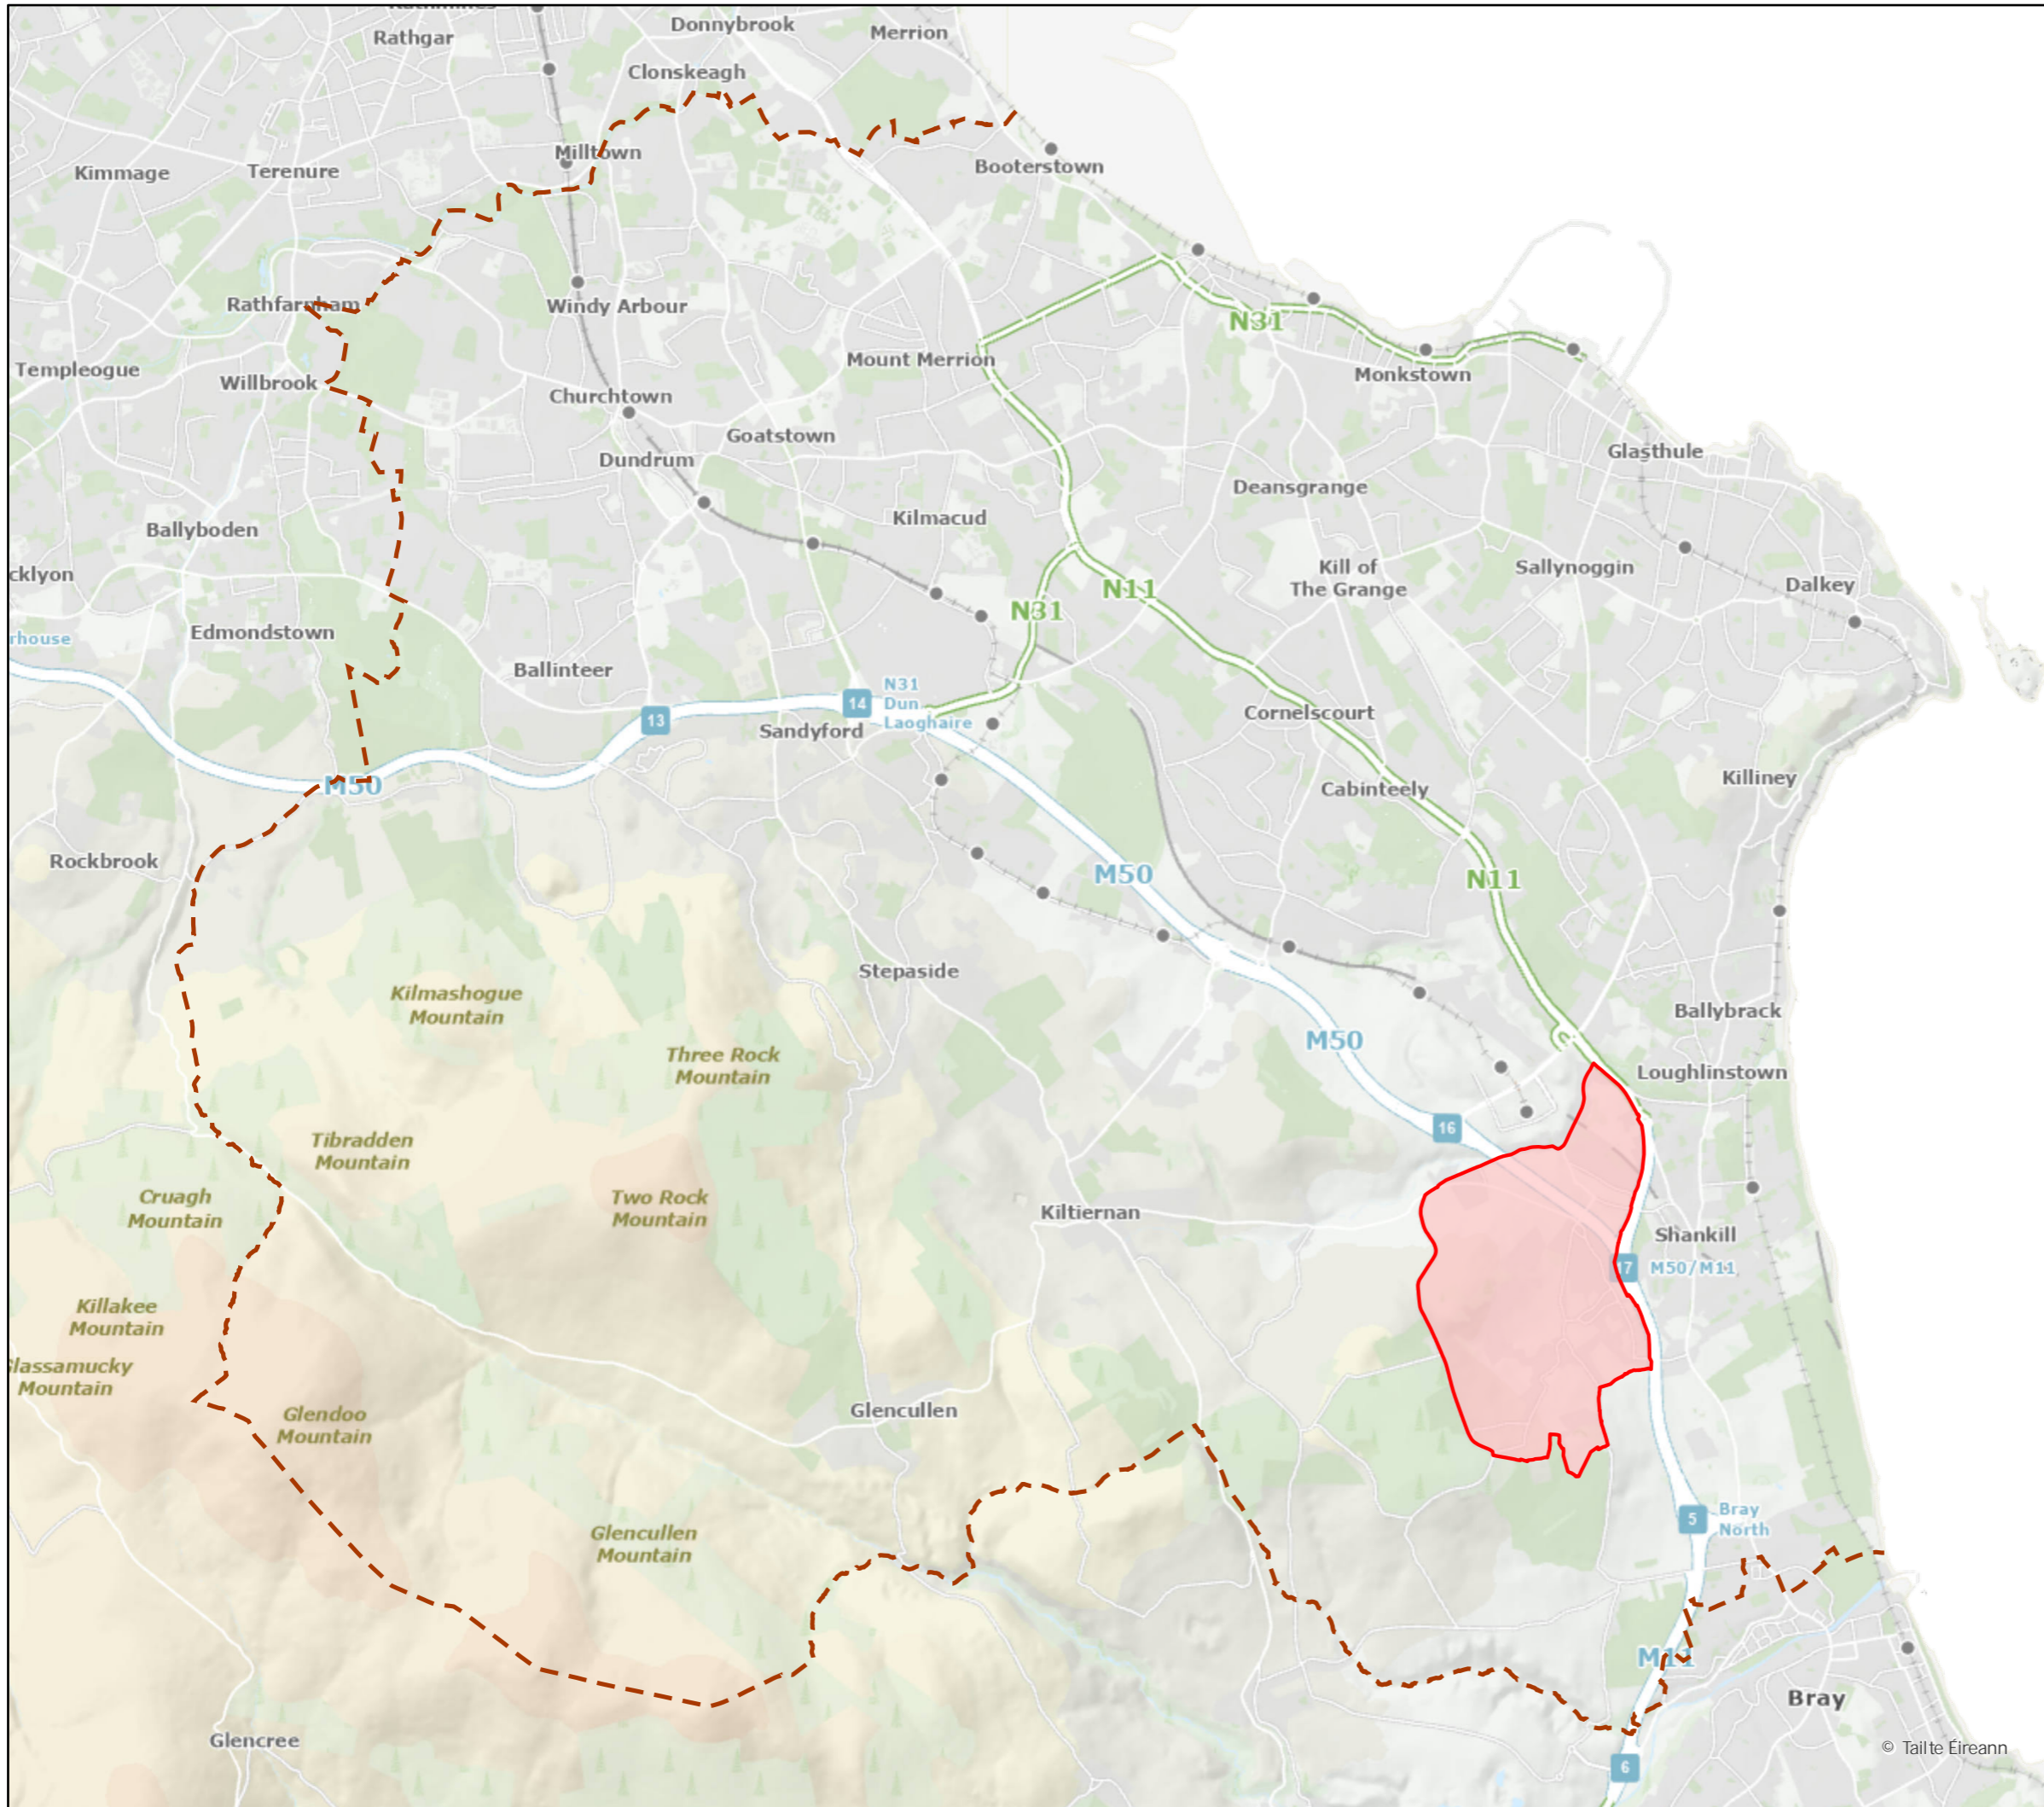 Donnybrook
Merrion
Rathgar
Clonskeagh
Milltown
Booterstown
Kimmage
Terenure
Rathfarnham
Windy Arbour
N31
Mount Merrion
Templeogue
Willbrook
Churchtown
Monkstown
Goatstown
Glasthule
Dundrum
Deansgrange
Kilmacud
Ballyboden
Kill of
The Grange
Sallynoggin
Dalkey
cklyon
N11
N31
Edmondstown
rhouse
Ballinteer
N31
Dun
Laoghaire
14
13
Sandyford
Cornelscourt
M50
Killiney
Cabinteely
Rockbrook
M50
N11
Stepaside
Kilmashogue
Mountain
Ballybrack
M50
Three Rock
Mountain
Loughlinstown
16
Tibradden
Mountain
Cruagh
Mountain
Two Rock
Mountain
Kiltiernan
Shankill
17
M50/M11
Killakee
Mountain
lassamucky
Mountain
Glendoo
Mountain
Glencullen
5
Bray
North
Glencullen
Mountain
M11
Bray
Glencree
© Tailte Éireann
6